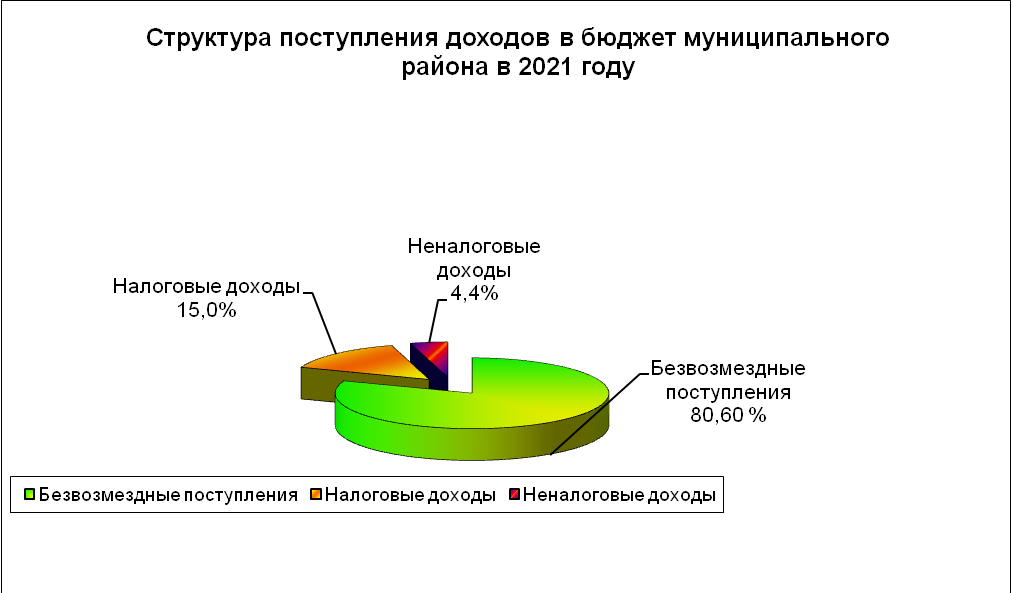 Структура поступления доходов в бюджет муниципального
района в 2021 году
Неналоговые
доходы
4,4%
Налоговые доходы
15,0%
Безвозмездные
поступления
80,60 %
Безвозмездные поступления
Налоговые доходы
Неналоговые доходы